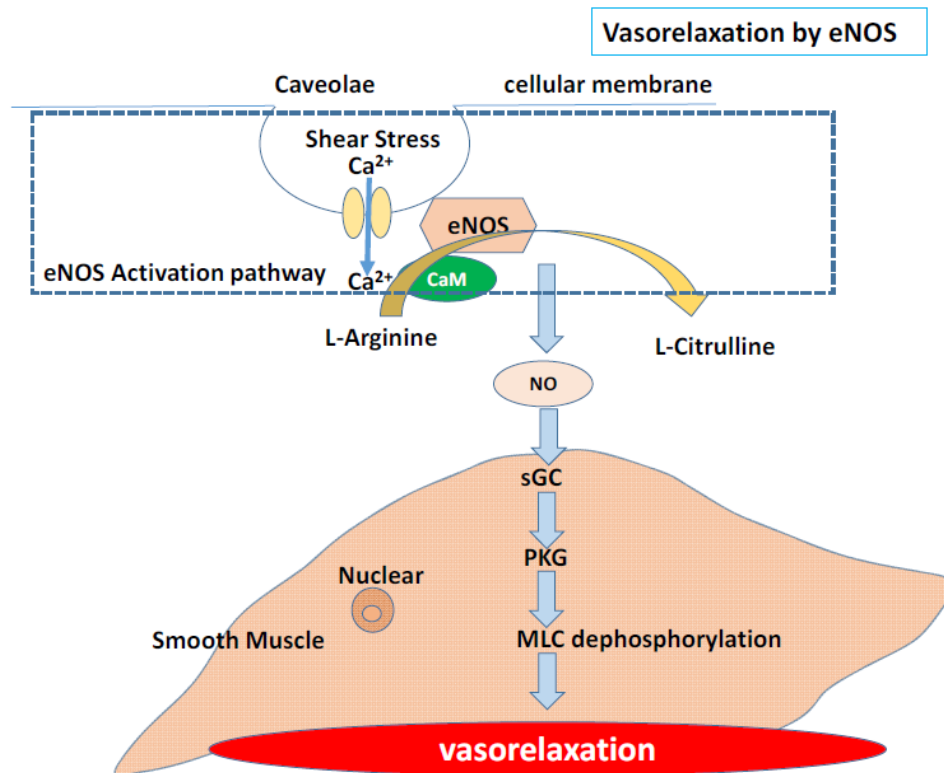 Vasorelaxation by eNOS
Caveolae
cellular membrane
Shear Stress
Ca²⁺
eNOS
eNOS Activation pathway
Ca²⁺
CaM
L-Arginine
L-Citrulline
NO
sGC
PKG
Nuclear
Smooth Muscle
MLC dephosphorylation
vasorelaxation